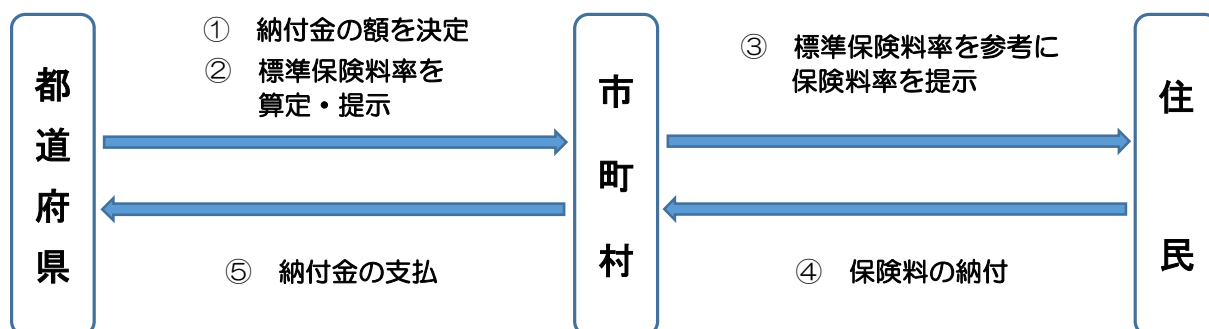 都道府県
① 納付金の額を決定
② 標準保険料率を
算定・提示
市町村
③ 標準保険料率を参考に
保険料率を提示
住民
⑤ 納付金の支払
④ 保険料の納付